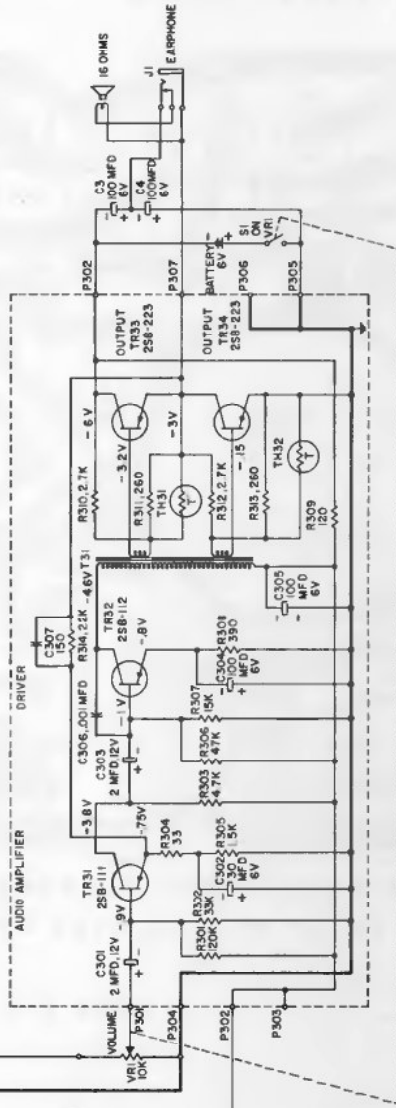 AUDIO AMPLIFIER
DRIVER
VOLUME
VR1
10K
P301
P304
P302
P303
C301
2 MFD,12V
-.9V
TR31
2SB-111
R301
120K
R302
33K
-3.8V
-.75V
R304
33
C302
30
MFD
6V
R305
1.5K
C303
2 MFD,12V
R303
4.7K
R306
47K
R307
15K
C306,.001MFD
-.1V
TR32
2SB-112
-.8V
C304
100
MFD
6V
R301
390
C307
150
R314,22K
-4.6V
T31
C305
100
MFD
6V
R310,2.7K
R311,260
TH31
R312,2.7K
R313,260
TH32
R309
120
-6V
-3.2V
-3V
-.15
OUTPUT
TR33
2SB-223
OUTPUT
TR34
2SB-223
P302
P307
P306
P305
BATTERY
6V
S1
ON
VR1
C3
100MFD
6V
C4
100MFD
6V
16 OHMS
J1
EARPHONE